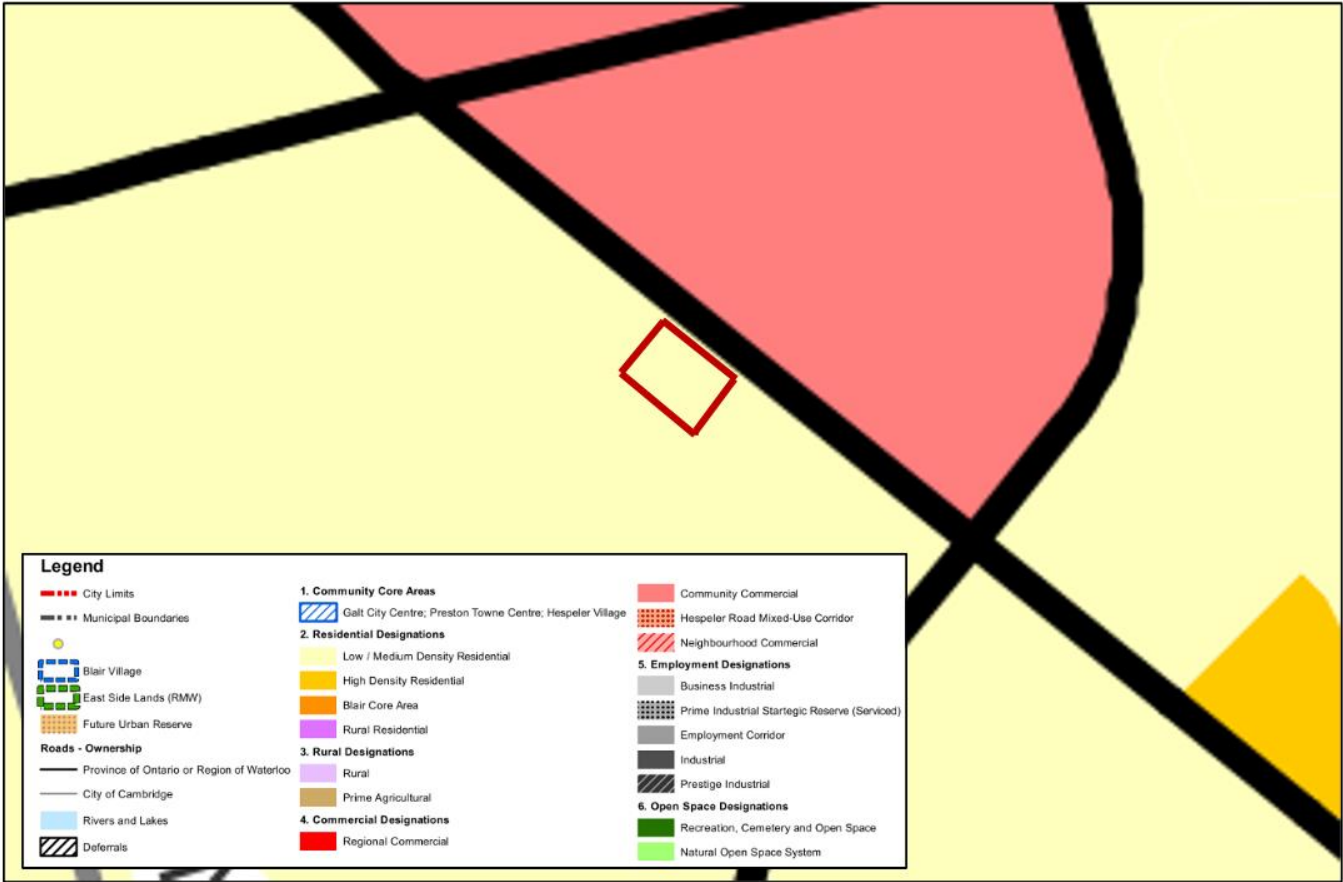 Legend
City Limits
Municipal Boundaries
Blair Village
East Side Lands (RMW)
Future Urban Reserve
Roads - Ownership
Province of Ontario or Region of Waterloo
City of Cambridge
Rivers and Lakes
Deferrals
1. Community Core Areas
Galt City Centre; Preston Towne Centre; Hespeler Village
2. Residential Designations
Low / Medium Density Residential
High Density Residential
Blair Core Area
Rural Residential
3. Rural Designations
Rural
Prime Agricultural
4. Commercial Designations
Regional Commercial
Community Commercial
Hespeler Road Mixed-Use Corridor
Neighbourhood Commercial
5. Employment Designations
Business Industrial
Prime Industrial Startegic Reserve (Serviced)
Employment Corridor
Industrial
Prestige Industrial
6. Open Space Designations
Recreation, Cemetery and Open Space
Natural Open Space System